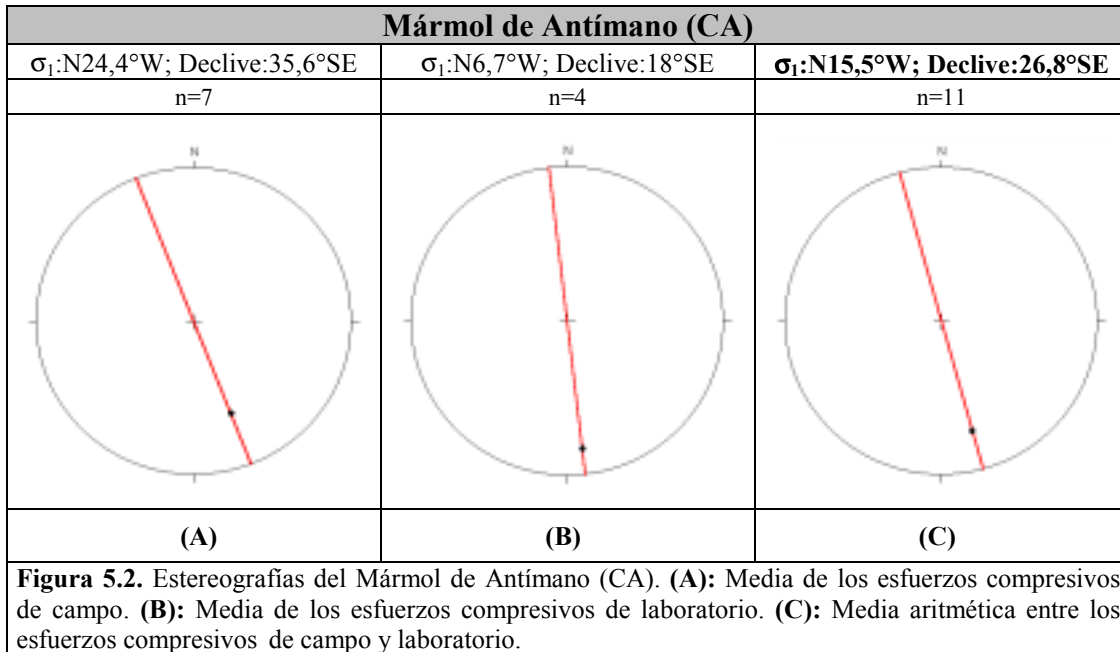 Mármol de Antímano (CA)
σ₁:N24,4°W; Declive:35,6°SE
σ₁:N6,7°W; Declive:18°SE
σ₁:N15,5°W; Declive:26,8°SE
n=7
n=4
n=11
N
N
N
(A)
(B)
(C)
Figura 5.2. Estereografías del Mármol de Antímano (CA). (A): Media de los esfuerzos compresivos
de campo. (B): Media de los esfuerzos compresivos de laboratorio. (C): Media aritmética entre los
esfuerzos compresivos de campo y laboratorio.